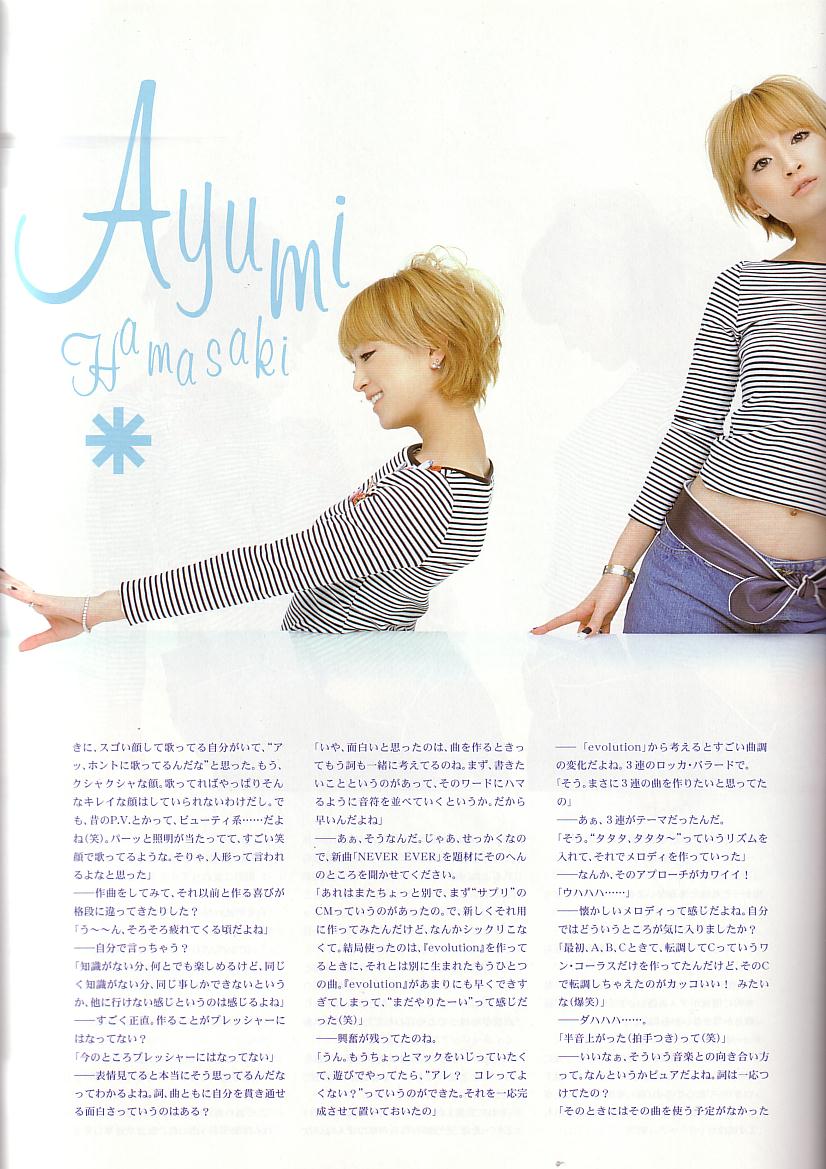 Ayumi
Hamasaki
*
きに、スゴい顔して歌ってる自分がいて、“ア
ッ、ホントに歌ってるんだな”と思った。もう、
クシャクシャな顔。歌ってればやっぱりそん
なキレイな顔はしていられないわけだし。で
も、昔のP.V.とかって、ビューティ系……だよ
ね(笑)。パーッと照明が当たってて、すごい笑
顔で歌ってるような。そりゃ、人形って言われ
るよなと思った」
――作曲をしてみて、それ以前と作る喜びが
格段に違ってきたりした？
「う〜〜ん、そろそろ疲れてくる頃だよね」
――自分で言っちゃう？
「知識がない分、何とでも楽しめるけど、同じ
く知識がない分、同じ事しかできないという
か、他に行けない感じというのは感じるよね」
――すごく正直。作ることがプレッシャーに
はなってない？
「今のところプレッシャーにはなってない」
――表情見てると本当にそう思ってるんだな
ってわかるよね。詞、曲ともに自分を貫き通せ
る面白さっていうのはある？
「いや、面白いと思ったのは、曲を作るときっ
てもう詞も一緒に考えてるのね。まず、書きた
いことというのがあって、そのワードにハマ
るように音符を並べていくというか。だから
早いんだよね」
――あぁ、そうなんだ。じゃあ、せっかくなの
で、新曲「NEVER EVER」を題材にそのへん
のところを聞かせてください。
「あれはまたちょっと別で、まず“サプリ”の
CMっていうのがあったの。で、新しくそれ用
に作ってみたんだけど、なんかシックリこな
くて。結局使ったのは、『evolution』を作って
るときに、それとは別に生まれたもうひとつ
の曲。『evolution』があまりにも早くできす
ぎてしまって、“まだやりたーい”って感じだ
った(笑)」
――興奮が残ってたのね。
「うん。もうちょっとマックをいじっていたく
て、遊びでやってたら、“アレ？　コレってよ
くない？”っていうのができた。それを一応完
成させて置いておいたの」
――「evolution」から考えるとすごい曲調
の変化だよね。3連のロッカ・バラードで。
「そう。まさに3連の曲を作りたいと思ってた
の」
――あぁ、3連がテーマだったんだ。
「そう。“タタタ、タタタ〜”っていうリズムを
入れて、それでメロディを作っていった」
――なんか、そのアプローチがカワイイ！
「ウハハハ……」
――懐かしいメロディって感じだよね。自分
ではどういうところが気に入りましたか？
「最初、A、B、Cときて、転調してCっていうワ
ン・コーラスだけを作ってたんだけど、そのC
で転調しちゃえたのがカッコいい！ みたい
な(爆笑)」
――ダハハハ……。
「半音上がった(拍手つき)って(笑)」
――いいなぁ、そういう音楽との向き合い方
って。なんというかピュアだよね。詞は一応つ
けてたの？
「そのときにはその曲を使う予定がなかった